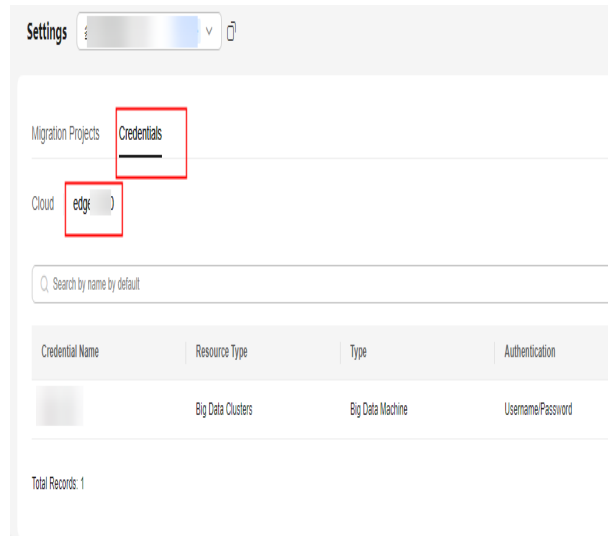 Settings
Migration Projects Credentials
Cloud
Search by name by default
Credential Name Resource Type Type Authentication
Big Data Clusters Big Data Machine Username/Password
Total Records: 1